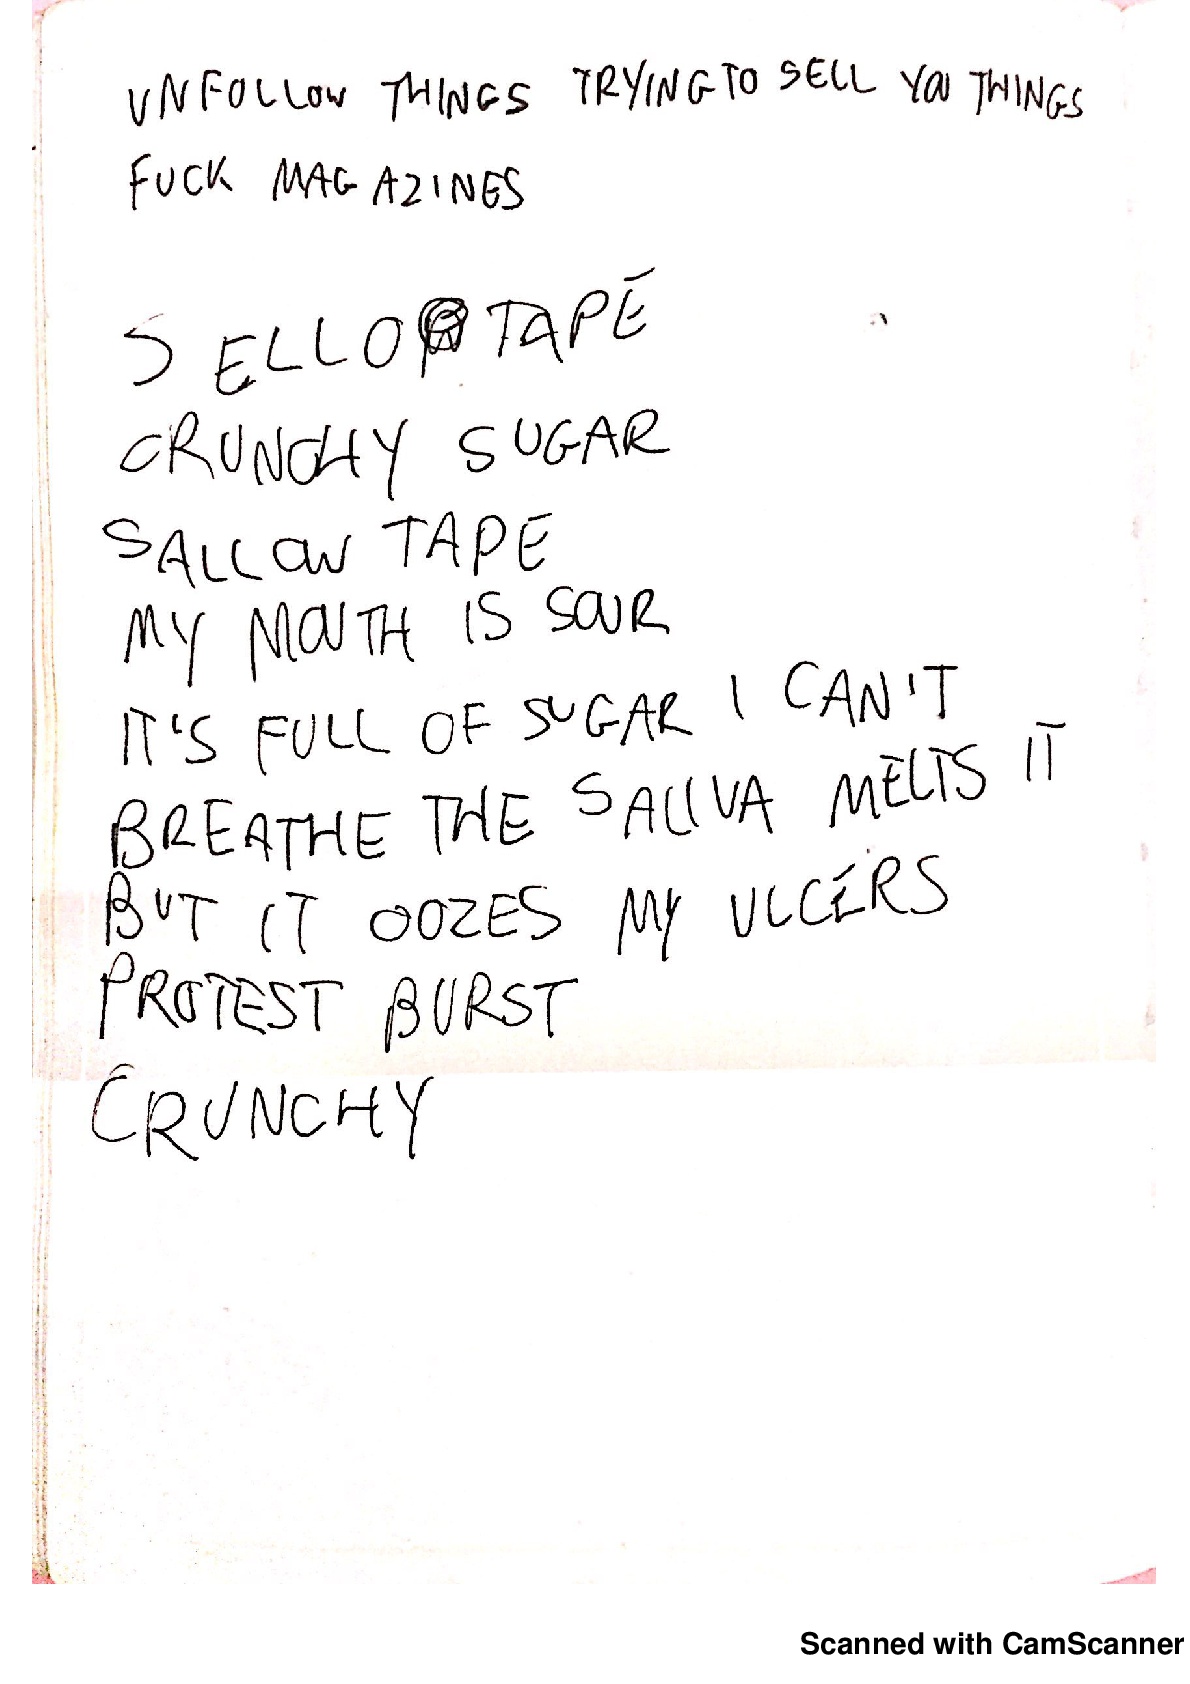 UNFOLLOW THINGS TRYING TO SELL YOU THINGS
FUCK MAGAZINES
SELLO TAPE
CRUNCHY SUGAR
SALLOW TAPE
MY MOUTH IS SOUR
IT'S FULL OF SUGAR I CAN'T
BREATHE THE SALIVA MELTS IT
BUT IT OOZES MY ULCERS
PROTEST BURST
CRUNCHY
Scanned with CamScanner